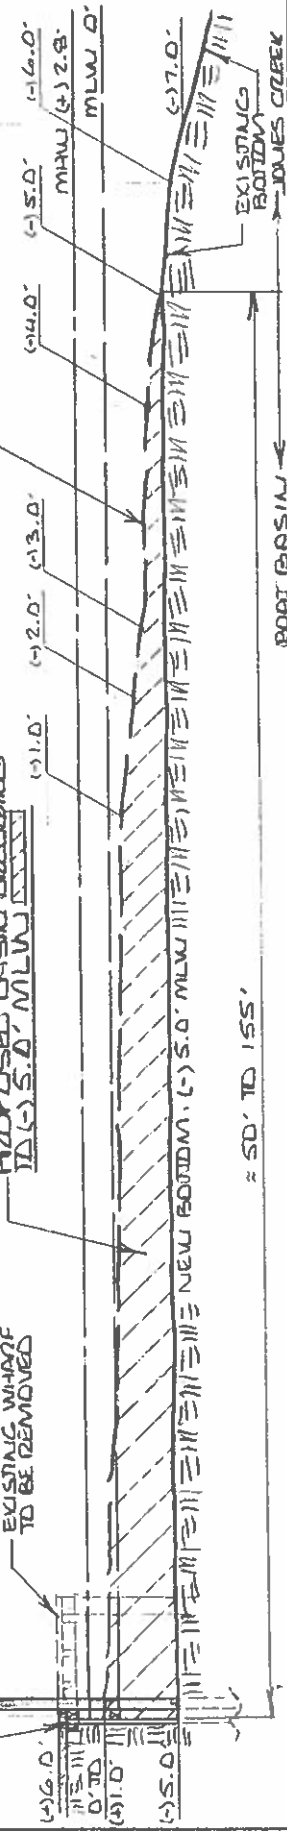 EXISTING WHARF
TO BE REMOVED
PROPOSED BASIN
TO (-) 5.0' MLW
(-) 1.0'
(-) 2.0'
(-) 3.0'
(-) 4.0'
(-) 5.0'
(-) 6.0'
MHW (+) 2.8'
MLW 0'
(-) 7.0'
(+) 6.0'
0' TO
(+) 1.0'
(-) 5.0'
NEW BOTTOM, (-) 5.0' MLW
EXISTING
BOTTOM
≈ 50' TO 155'
BOAT BASIN
JONES CREEK